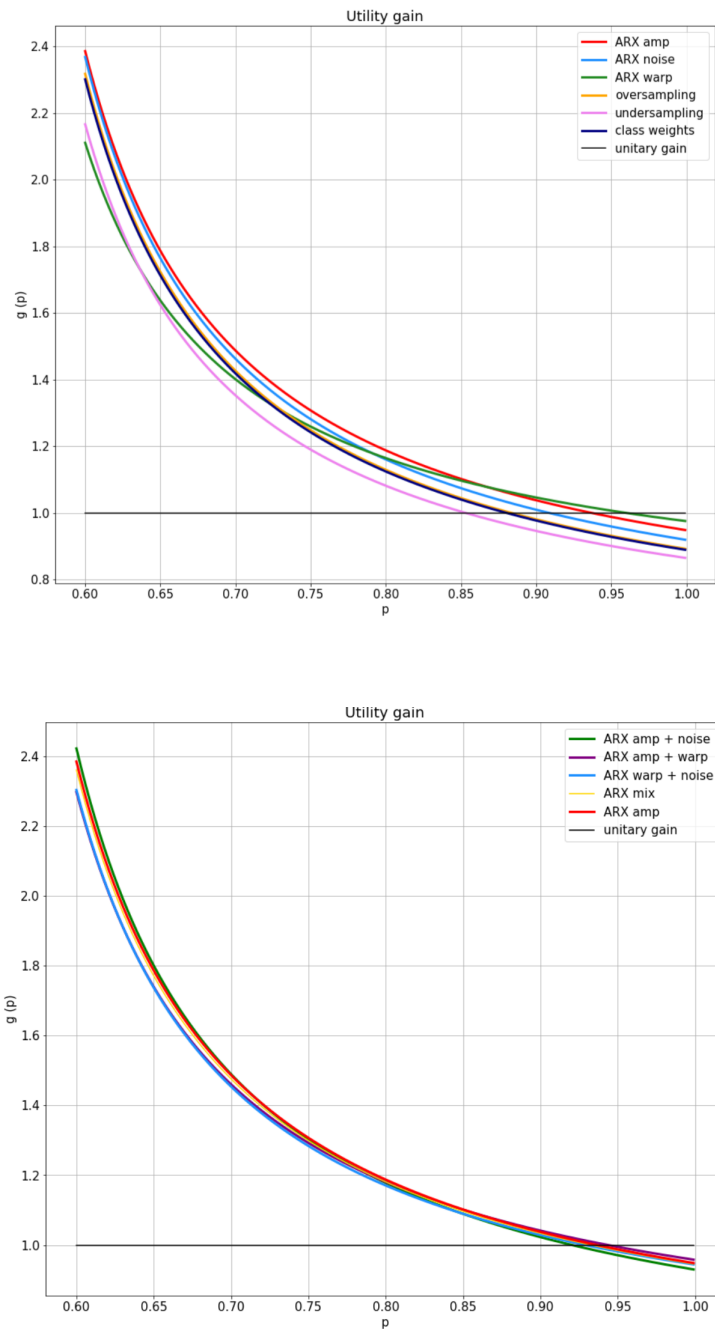 Utility gain
2.4
2.2
2.0
1.8
1.6
1.4
1.2
1.0
0.8
g (p)
ARX amp
ARX noise
ARX warp
oversampling
undersampling
class weights
unitary gain
0.60 0.65 0.70 0.75 0.80 0.85 0.90 0.95 1.00
p
Utility gain
2.4
2.2
2.0
1.8
1.6
1.4
1.2
1.0
g (p)
ARX amp + noise
ARX amp + warp
ARX warp + noise
ARX mix
ARX amp
unitary gain
0.60 0.65 0.70 0.75 0.80 0.85 0.90 0.95 1.00
p